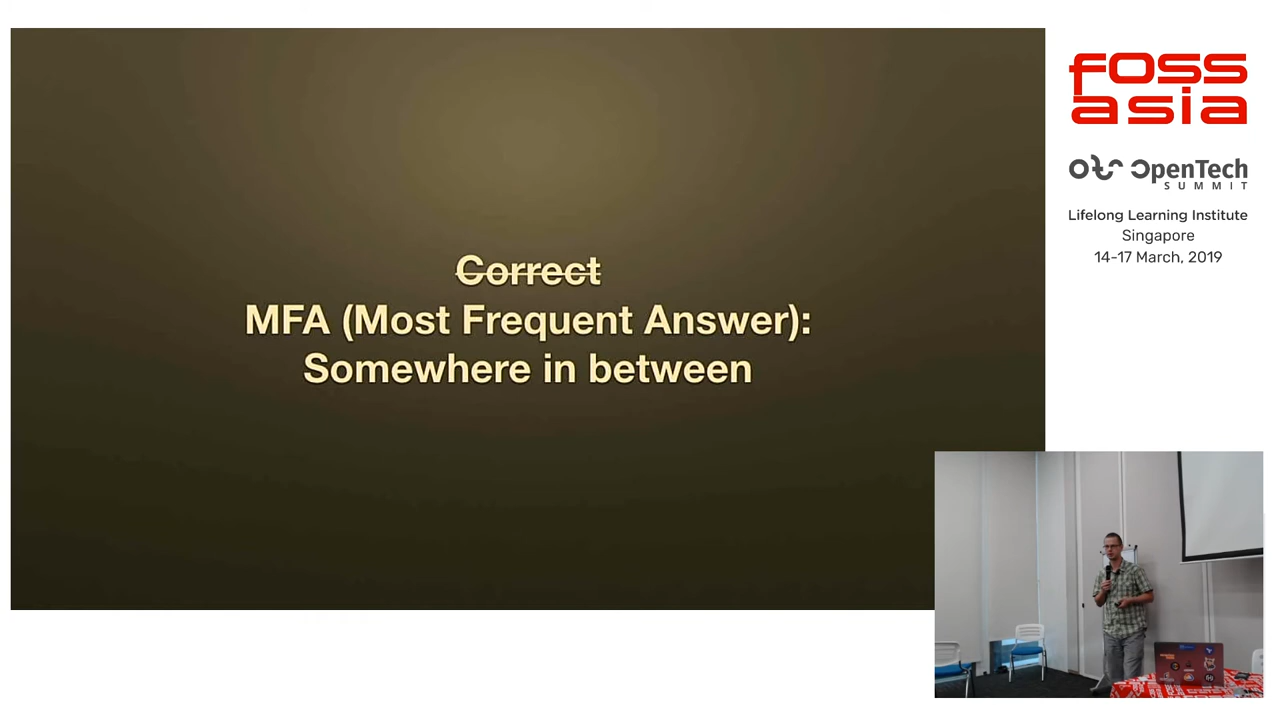 Correct
MFA (Most Frequent Answer):
Somewhere in between
fOSS
asia
OpenTech
SUMMIT
Lifelong Learning Institute
Singapore
14-17 March, 2019